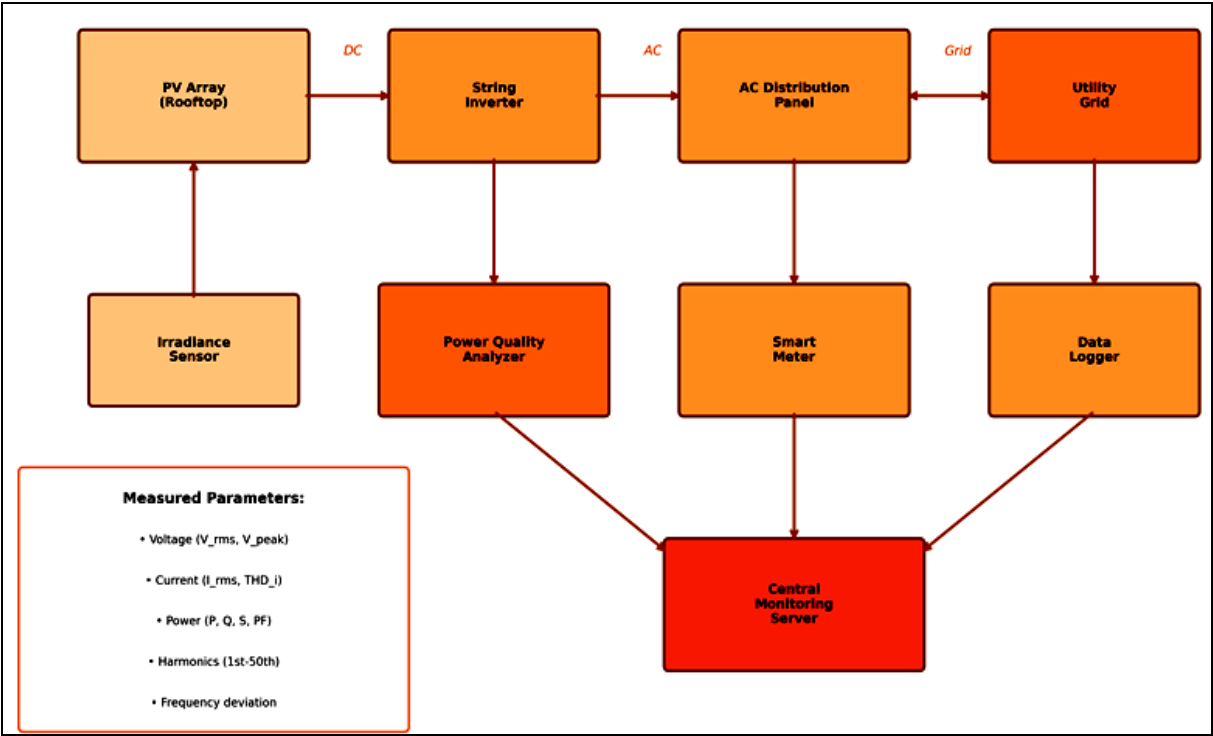 DC
AC
Grid
PV Array
(Rooftop)
String
Inverter
AC Distribution
Panel
Utility
Grid
Irradiance
Sensor
Power Quality
Analyzer
Smart
Meter
Data
Logger
Measured Parameters:
• Voltage (V_rms, V_peak)
• Current (I_rms, THD_i)
• Power (P, Q, S, PF)
• Harmonics (1st-50th)
• Frequency deviation
Central
Monitoring
Server